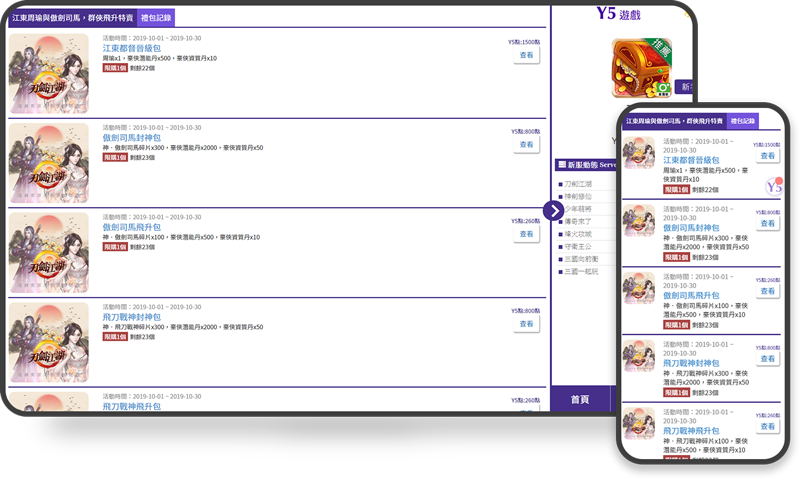 江東周瑜與傲劍司馬，群俠飛升特賣 禮包記錄
活動時間：2019-10-01 ~ 2019-10-30
江東都督晉級包
周瑜x1，豪俠潛能丹x500，豪俠資質丹x10
限購1個 剩餘22個
Y5點:1500點
查看
刀劍江湖
活動時間：2019-10-01 ~ 2019-10-30
傲劍司馬封神包
神．傲劍司馬碎片x300，豪俠潛能丹x2000，豪俠資質丹x50
限購1個 剩餘23個
Y5點:800點
查看
刀劍江湖
活動時間：2019-10-01 ~ 2019-10-30
傲劍司馬飛升包
神．傲劍司馬碎片x100，豪俠潛能丹x500，豪俠資質丹x10
限購1個 剩餘23個
Y5點:260點
查看
刀劍江湖
活動時間：2019-10-01 ~ 2019-10-30
飛刀戰神封神包
神．飛刀戰神碎片x300，豪俠潛能丹x2000，豪俠資質丹x50
限購1個 剩餘23個
Y5點:800點
查看
刀劍江湖
活動時間：2019-10-01 ~ 2019-10-30
飛刀戰神飛升包
Y5點:260點
Y5 遊戲
推薦
新服動態 Serve
刀劍江湖
神劍修仙
少年萌將
傳奇來了
烽火攻城
守衛主公
三國向前衝
三國一起玩
首頁
江東周瑜與傲劍司馬，群俠飛升特賣 禮包記錄
活動時間：2019-10-01 ~
2019-10-30
江東都督晉級包
周瑜x1，豪俠潛能丹x500，豪
俠資質丹x10
限購1個 剩餘22個
Y5點:1500點
查看
Y5
活動時間：2019-10-01 ~
2019-10-30
傲劍司馬封神包
神．傲劍司馬碎片x300，豪俠
潛能丹x2000，豪俠資質丹x50
限購1個 剩餘23個
Y5點:800點
查看
活動時間：2019-10-01 ~
2019-10-30
傲劍司馬飛升包
神．傲劍司馬碎片x100，豪俠
潛能丹x500，豪俠資質丹x10
限購1個 剩餘23個
Y5點:260點
查看
活動時間：2019-10-01 ~
2019-10-30
飛刀戰神封神包
神．飛刀戰神碎片x300，豪俠
潛能丹x2000，豪俠資質丹x50
限購1個 剩餘23個
Y5點:800點
查看
活動時間：2019-10-01 ~
2019-10-30
飛刀戰神飛升包
神．飛刀戰神碎片x100，豪俠
潛能丹x500，豪俠資質丹x10
Y5點:260點
查看